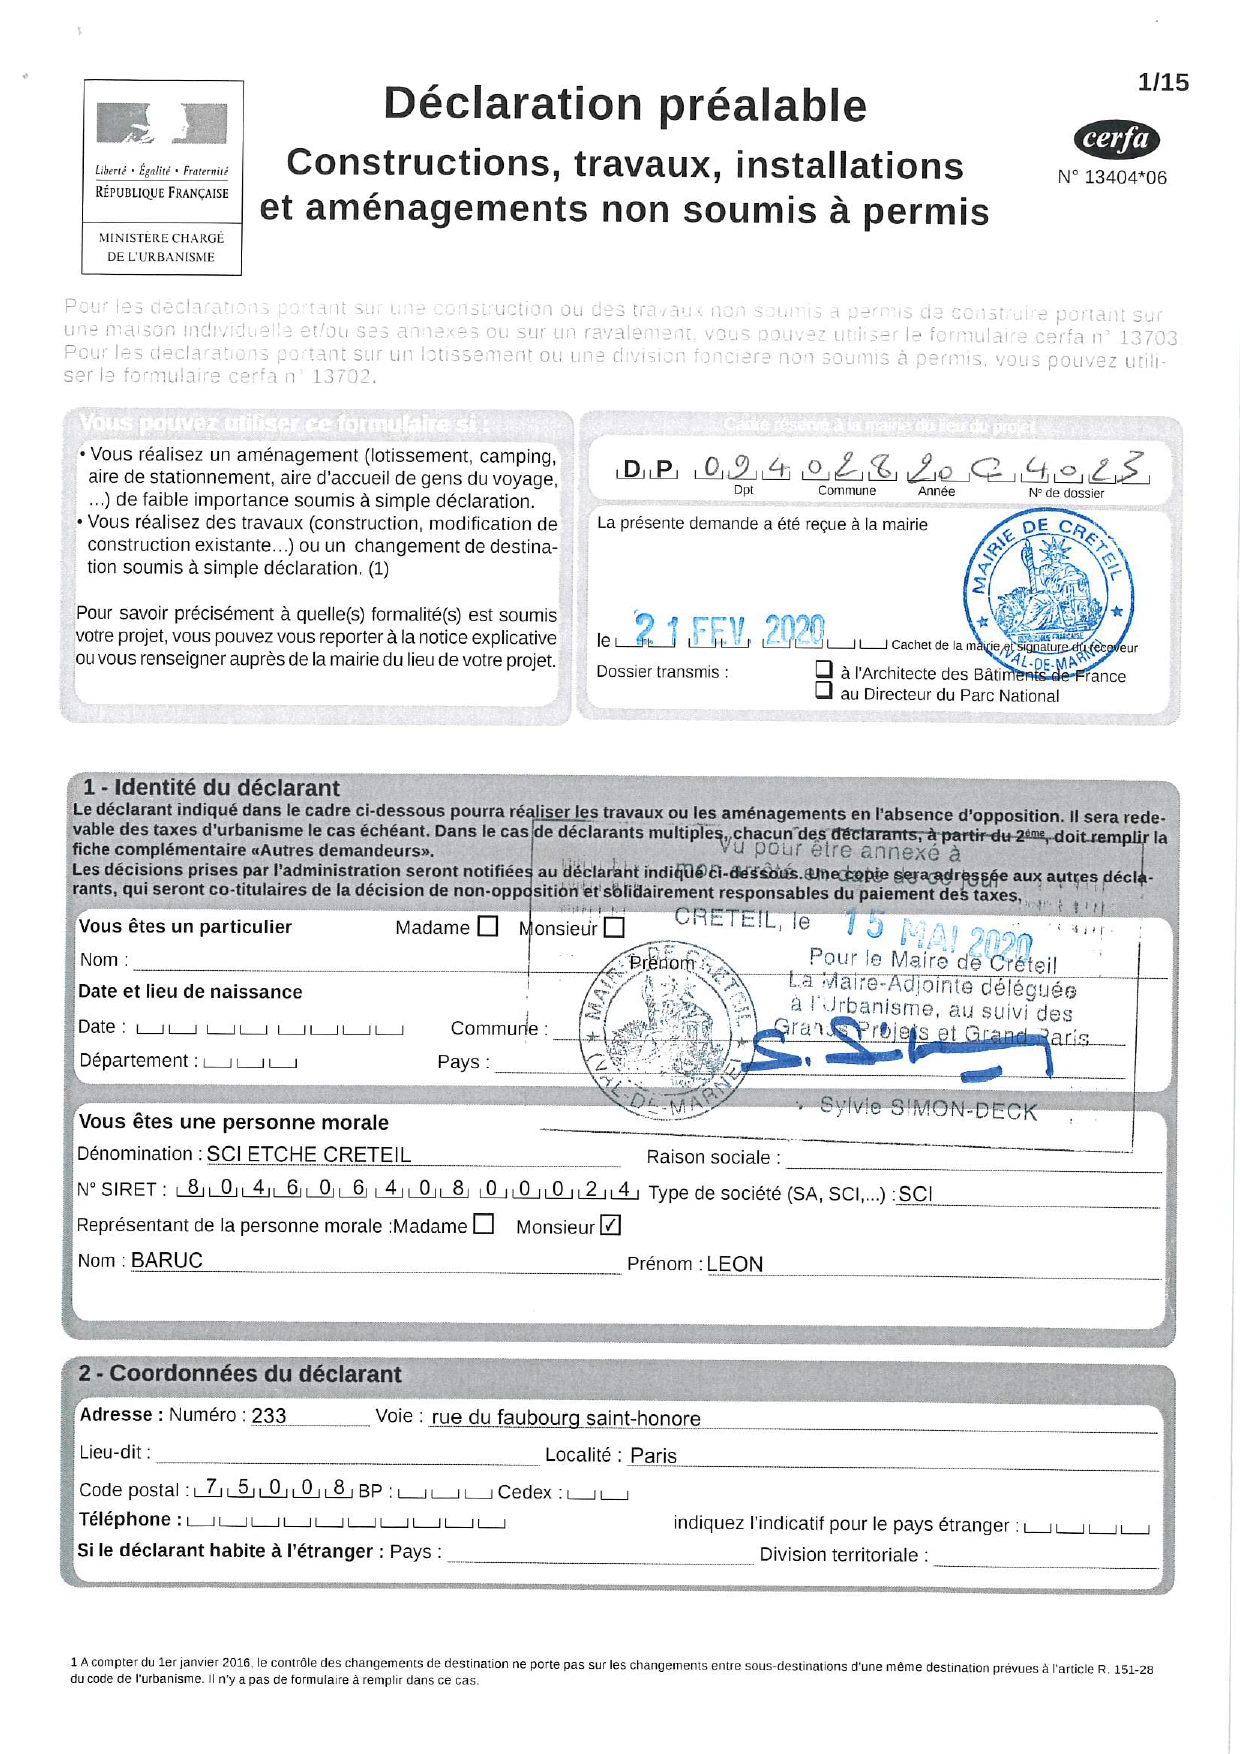 1/15
Déclaration préalable
Constructions, travaux, installations
et aménagements non soumis à permis
cerfa
N° 13404*06
Liberté • Égalité • Fraternité
RÉPUBLIQUE FRANÇAISE
MINISTÈRE CHARGÉ
DE L'URBANISME
Pour les déclarations portant sur une construction ou des travaux non soumis à permis de construire portant sur
une maison individuelle et/ou ses annexes ou sur un ravalement, vous pouvez utiliser le formulaire cerfa n° 13703
Pour les déclarations portant sur un lotissement ou une division foncière non soumis à permis, vous pouvez utili-
ser le formulaire cerfa n° 13702.
Vous pouvez utiliser ce formulaire si :
• Vous réalisez un aménagement (lotissement, camping,
aire de stationnement, aire d'accueil de gens du voyage,
...) de faible importance soumis à simple déclaration.
• Vous réalisez des travaux (construction, modification de
construction existante...) ou un changement de destina-
tion soumis à simple déclaration. (1)
Pour savoir précisément à quelle(s) formalité(s) est soumis
votre projet, vous pouvez vous reporter à la notice explicative
ou vous renseigner auprès de la mairie du lieu de votre projet.
Cadre réservé à la mairie du lieu du projet
D P 094 028 20 C 4023
Dpt Commune Année N° de dossier
La présente demande a été reçue à la mairie
MAIRIE DE CRETEIL
(VAL-DE-MARNE)
le 21 FEV. 2020 Cachet de la mairie et signature du receveur
Dossier transmis : à l'Architecte des Bâtiments de France
au Directeur du Parc National
1 - Identité du déclarant
Le déclarant indiqué dans le cadre ci-dessous pourra réaliser les travaux ou les aménagements en l'absence d'opposition. Il sera rede-
vable des taxes d'urbanisme le cas échéant. Dans le cas de déclarants multiples, chacun des déclarants, à partir du 2ème, doit remplir la
fiche complémentaire «Autres demandeurs».
Vu pour être annexé à
Les décisions prises par l'administration seront notifiées au déclarant indiqué ci-dessous. Une copie sera adressée aux autres décla-
rants, qui seront co-titulaires de la décision de non-opposition et solidairement responsables du paiement des taxes.
CRETEIL, le 15 MAI 2020
Vous êtes un particulier Madame Monsieur
Pour le Maire de Créteil
Nom : Prénom
La Maire-Adjointe déléguée
Date et lieu de naissance
à l'Urbanisme, au suivi des
Date : Commune :
Grands Projets et Grand Paris
Département : Pays :
MAIRIE DE CRETEIL
(VAL-DE-MARNE)
Sylvie SIMON-DECK
Vous êtes une personne morale
Dénomination : SCI ETCHE CRETEIL Raison sociale :
N° SIRET : 8 0 4 6 0 6 4 0 8 0 0 0 2 4 Type de société (SA, SCI,...) : SCI
Représentant de la personne morale :Madame Monsieur ✓
Nom : BARUC Prénom : LEON
2 - Coordonnées du déclarant
Adresse : Numéro : 233 Voie : rue du faubourg saint-honore
Lieu-dit : Localité : Paris
Code postal : 7 5 0 0 8 BP : Cedex :
Téléphone : indiquez l'indicatif pour le pays étranger :
Si le déclarant habite à l'étranger : Pays : Division territoriale :
1 A compter du 1er janvier 2016, le contrôle des changements de destination ne porte pas sur les changements entre sous-destinations d'une même destination prévues à l'article R. 151-28
du code de l'urbanisme. Il n'y a pas de formulaire à remplir dans ce cas.